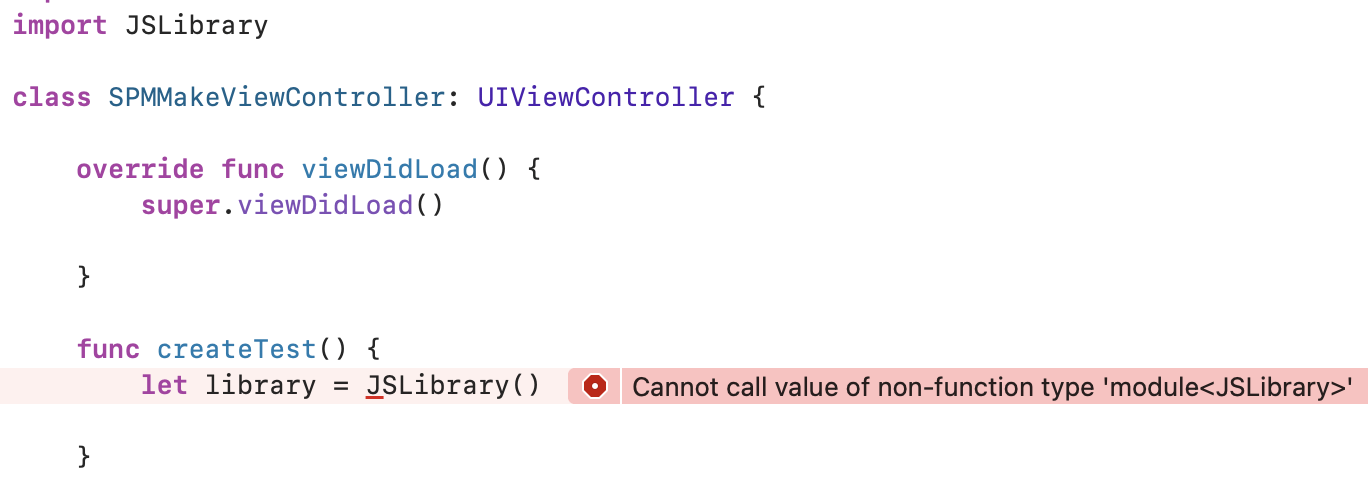 import JSLibrary
class SPMMakeViewController: UIViewController {
override func viewDidLoad() {
super.viewDidLoad()
}
func createTest() {
let library = JSLibrary() Cannot call value of non-function type 'module<JSLibrary>'
}